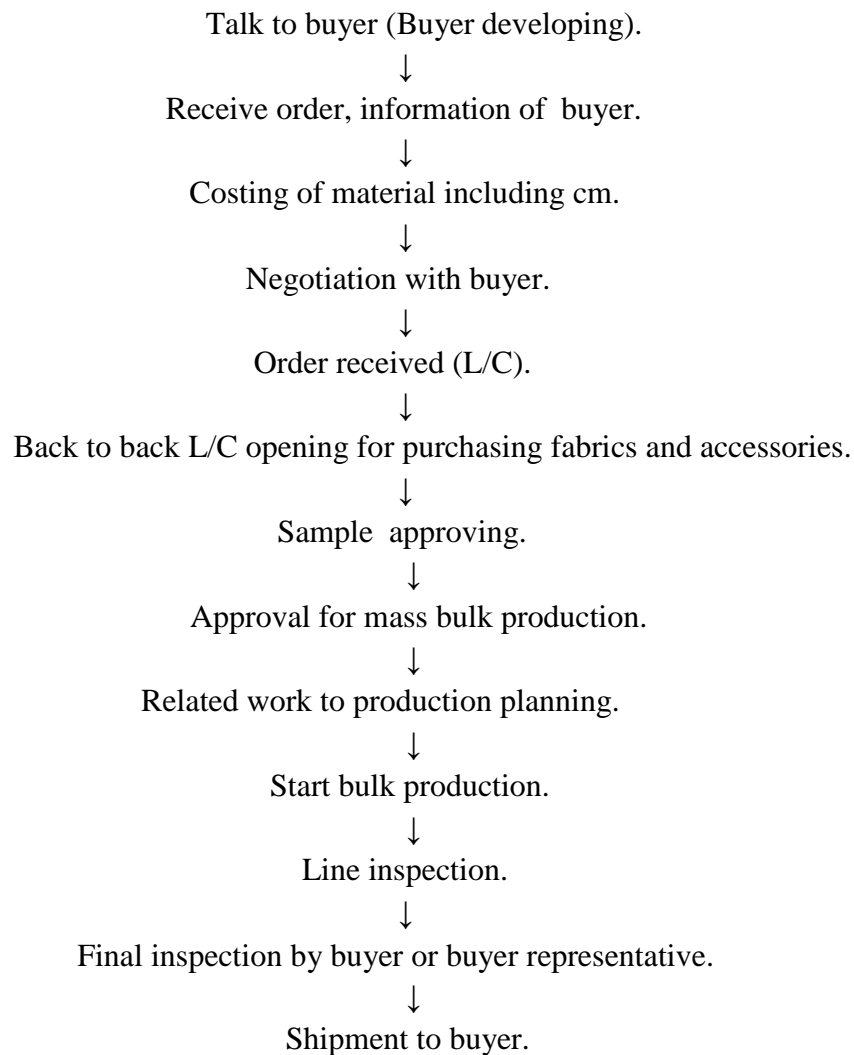 Talk to buyer (Buyer developing).
↓
Receive order, information of  buyer.
↓
Costing of material including cm.
↓
Negotiation with buyer.
↓
Order received (L/C).
↓
Back to back L/C opening for purchasing fabrics and accessories.
↓
Sample  approving.
↓
Approval for mass bulk production.
↓
Related work to production planning.
↓
Start bulk production.
↓
Line inspection.
↓
Final inspection by buyer or buyer representative.
↓
Shipment to buyer.